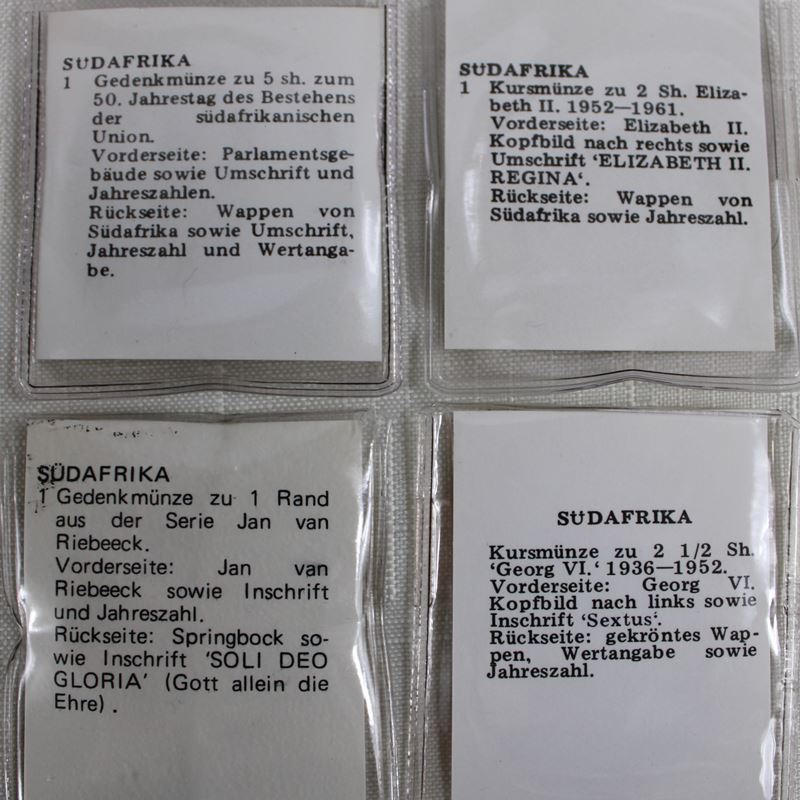 SÜDAFRIKA
1 Gedenkmünze zu 5 sh. zum
50. Jahrestag des Bestehens
der südafrikanischen
Union.
Vorderseite: Parlamentsge-
bäude sowie Umschrift und
Jahreszahlen.
Rückseite: Wappen von
Südafrika sowie Umschrift,
Jahreszahl und Wertanga-
be.
SÜDAFRIKA
1 Kursmünze zu 2 Sh. Eliza-
beth II. 1952—1961.
Vorderseite: Elizabeth II.
Kopfbild nach rechts sowie
Umschrift ‘ELIZABETH II.
REGINA‘.
Rückseite: Wappen von
Südafrika sowie Jahreszahl.
SÜDAFRIKA
1 Gedenkmünze zu 1 Rand
aus der Serie Jan van
Riebeeck.
Vorderseite: Jan van
Riebeeck sowie Inschrift
und Jahreszahl.
Rückseite: Springbock so-
wie Inschrift 'SOLI DEO
GLORIA' (Gott allein die
Ehre) .
SÜDAFRIKA
Kursmünze zu 2 1/2 Sh.
‘Georg VI.‘ 1936—1952.
Vorderseite: Georg VI.
Kopfbild nach links sowie
Inschrift ‘Sextus‘.
Rückseite: gekröntes Wap-
pen, Wertangabe sowie
Jahreszahl.